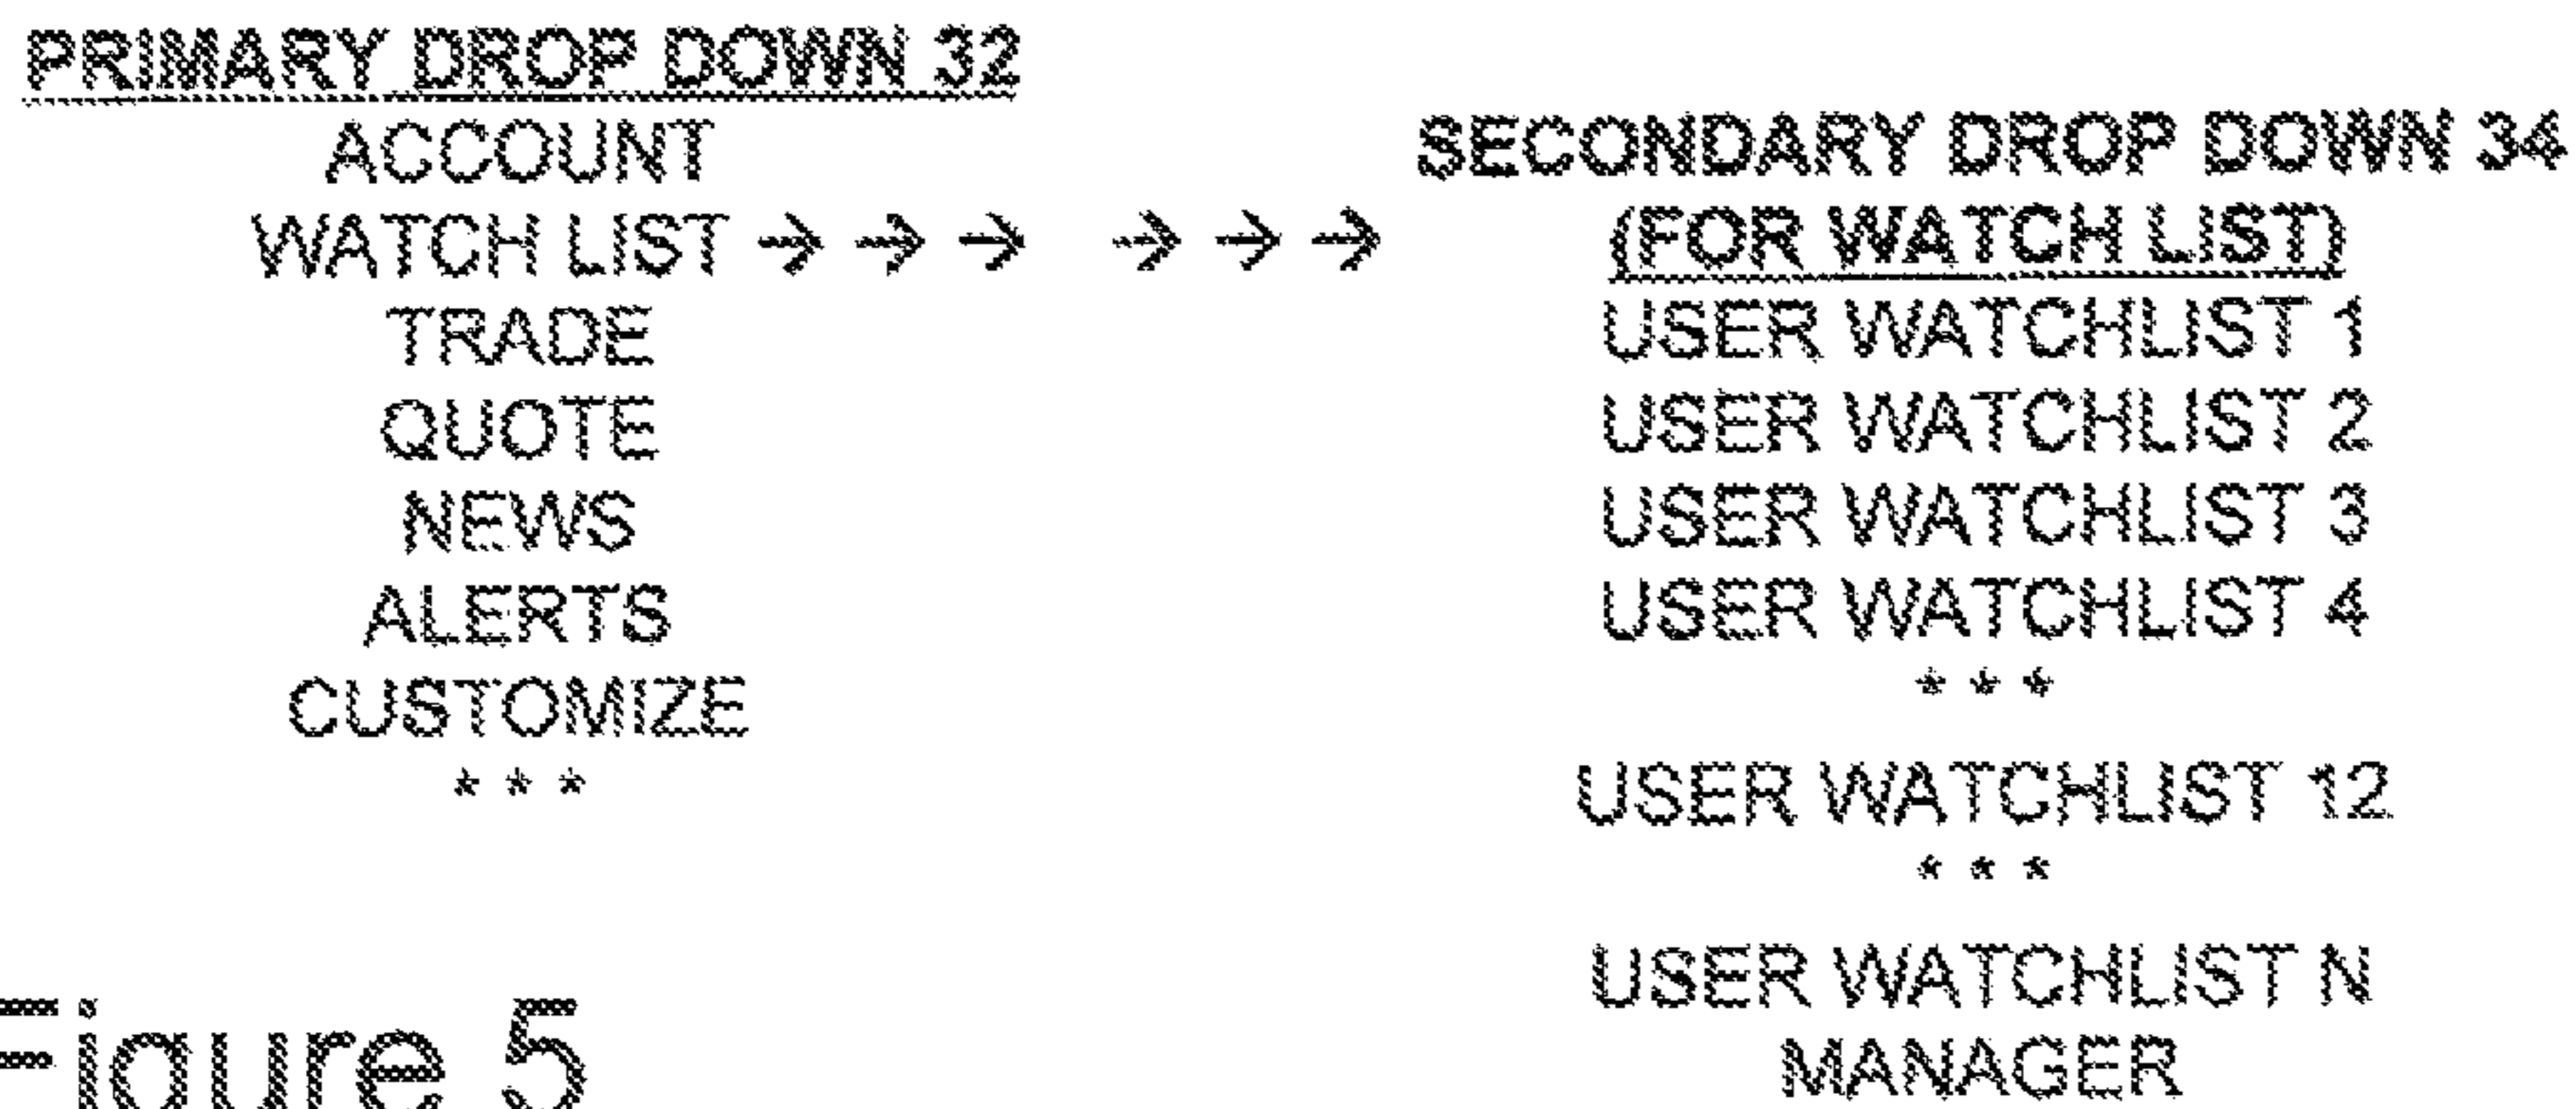 PRIMARY DROP DOWN 32
ACCOUNT
WATCH LIST → → → → → →
TRADE
QUOTE
NEWS
ALERTS
CUSTOMIZE
* * *
SECONDARY DROP DOWN 34
(FOR WATCH LIST)
USER WATCHLIST 1
USER WATCHLIST 2
USER WATCHLIST 3
USER WATCHLIST 4
* * *
USER WATCHLIST 12
* * *
USER WATCHLIST N
MANAGER
Figure 5